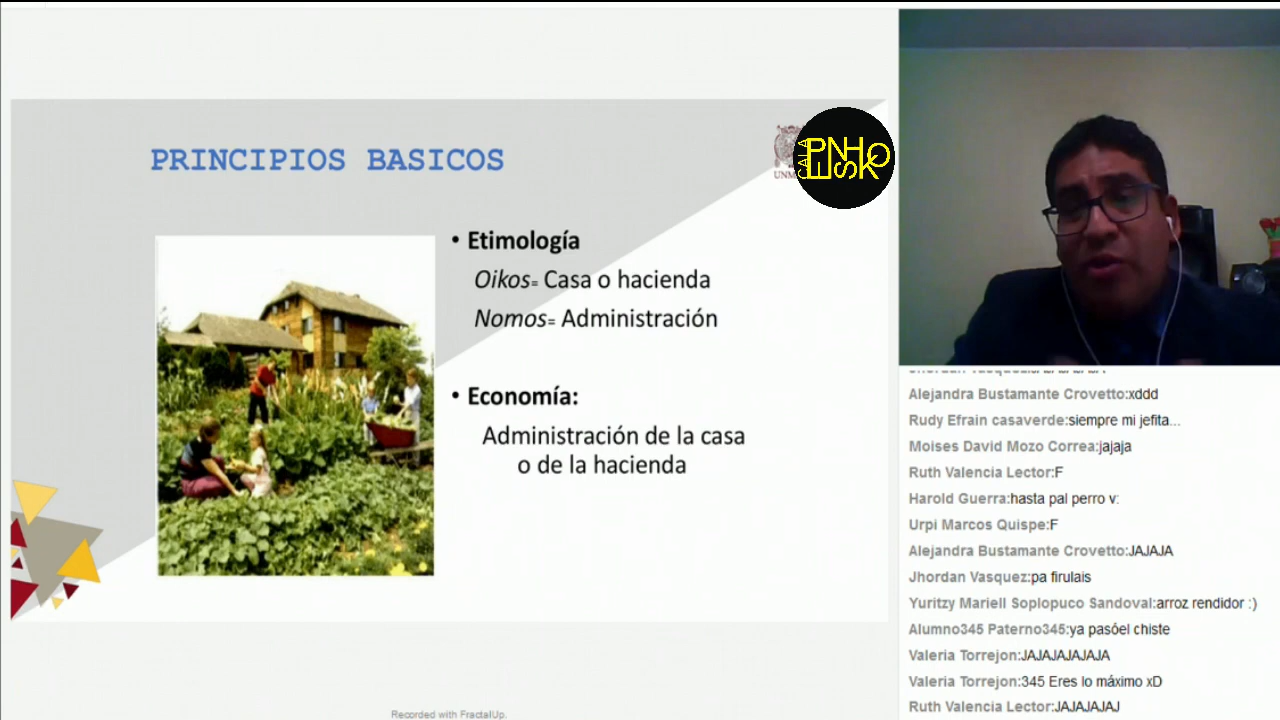 PRINCIPIOS BASICOS
CALA
PNHO
ESK
• Etimología
Oikos= Casa o hacienda
Nomos= Administración
• Economía:
Administración de la casa
o de la hacienda
Alejandra Bustamante Crovetto:xddd
Rudy Efrain casaverde:siempre mi jefita...
Moises David Mozo Correa:jajaja
Ruth Valencia Lector:F
Harold Guerra:hasta pal perro v:
Urpi Marcos Quispe:F
Alejandra Bustamante Crovetto:JAJAJA
Jhordan Vasquez:pa firulais
Yuritzy Mariell Soplopuco Sandoval:arroz rendidor :)
Alumno345 Paterno345:ya pasóel chiste
Valeria Torrejon:JAJAJAJAJAJA
Valeria Torrejon:345 Eres lo máximo xD
Ruth Valencia Lector:JAJAJAJAJ
Recorded with FractalUp.